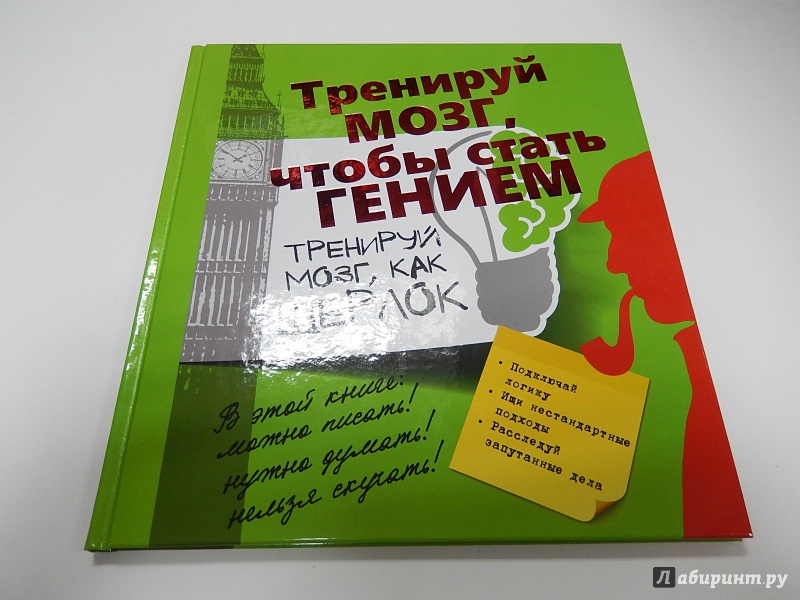 Тренируй
мозг,
чтобы стать
ГЕНИЕМ
ТРЕНИРУЙ
МОЗГ, КАК
ШЕРЛОК
В этой книге:
можно писать!
нужно думать!
нельзя скучать!
• Подключай
логику
• Ищи нестандартные
подходы
• Расследуй
запутанные дела
Лабиринт.ру